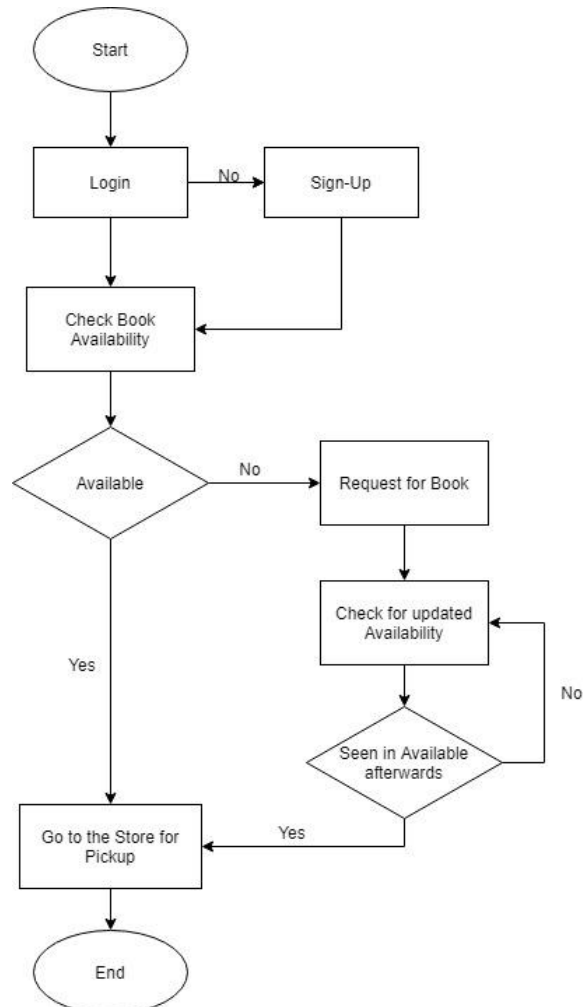 Start
Login
No
Sign-Up
Check Book
Availability
Available
No
Request for Book
Check for updated
Availability
Yes
No
Seen in Available
afterwards
Go to the Store for
Pickup
Yes
End